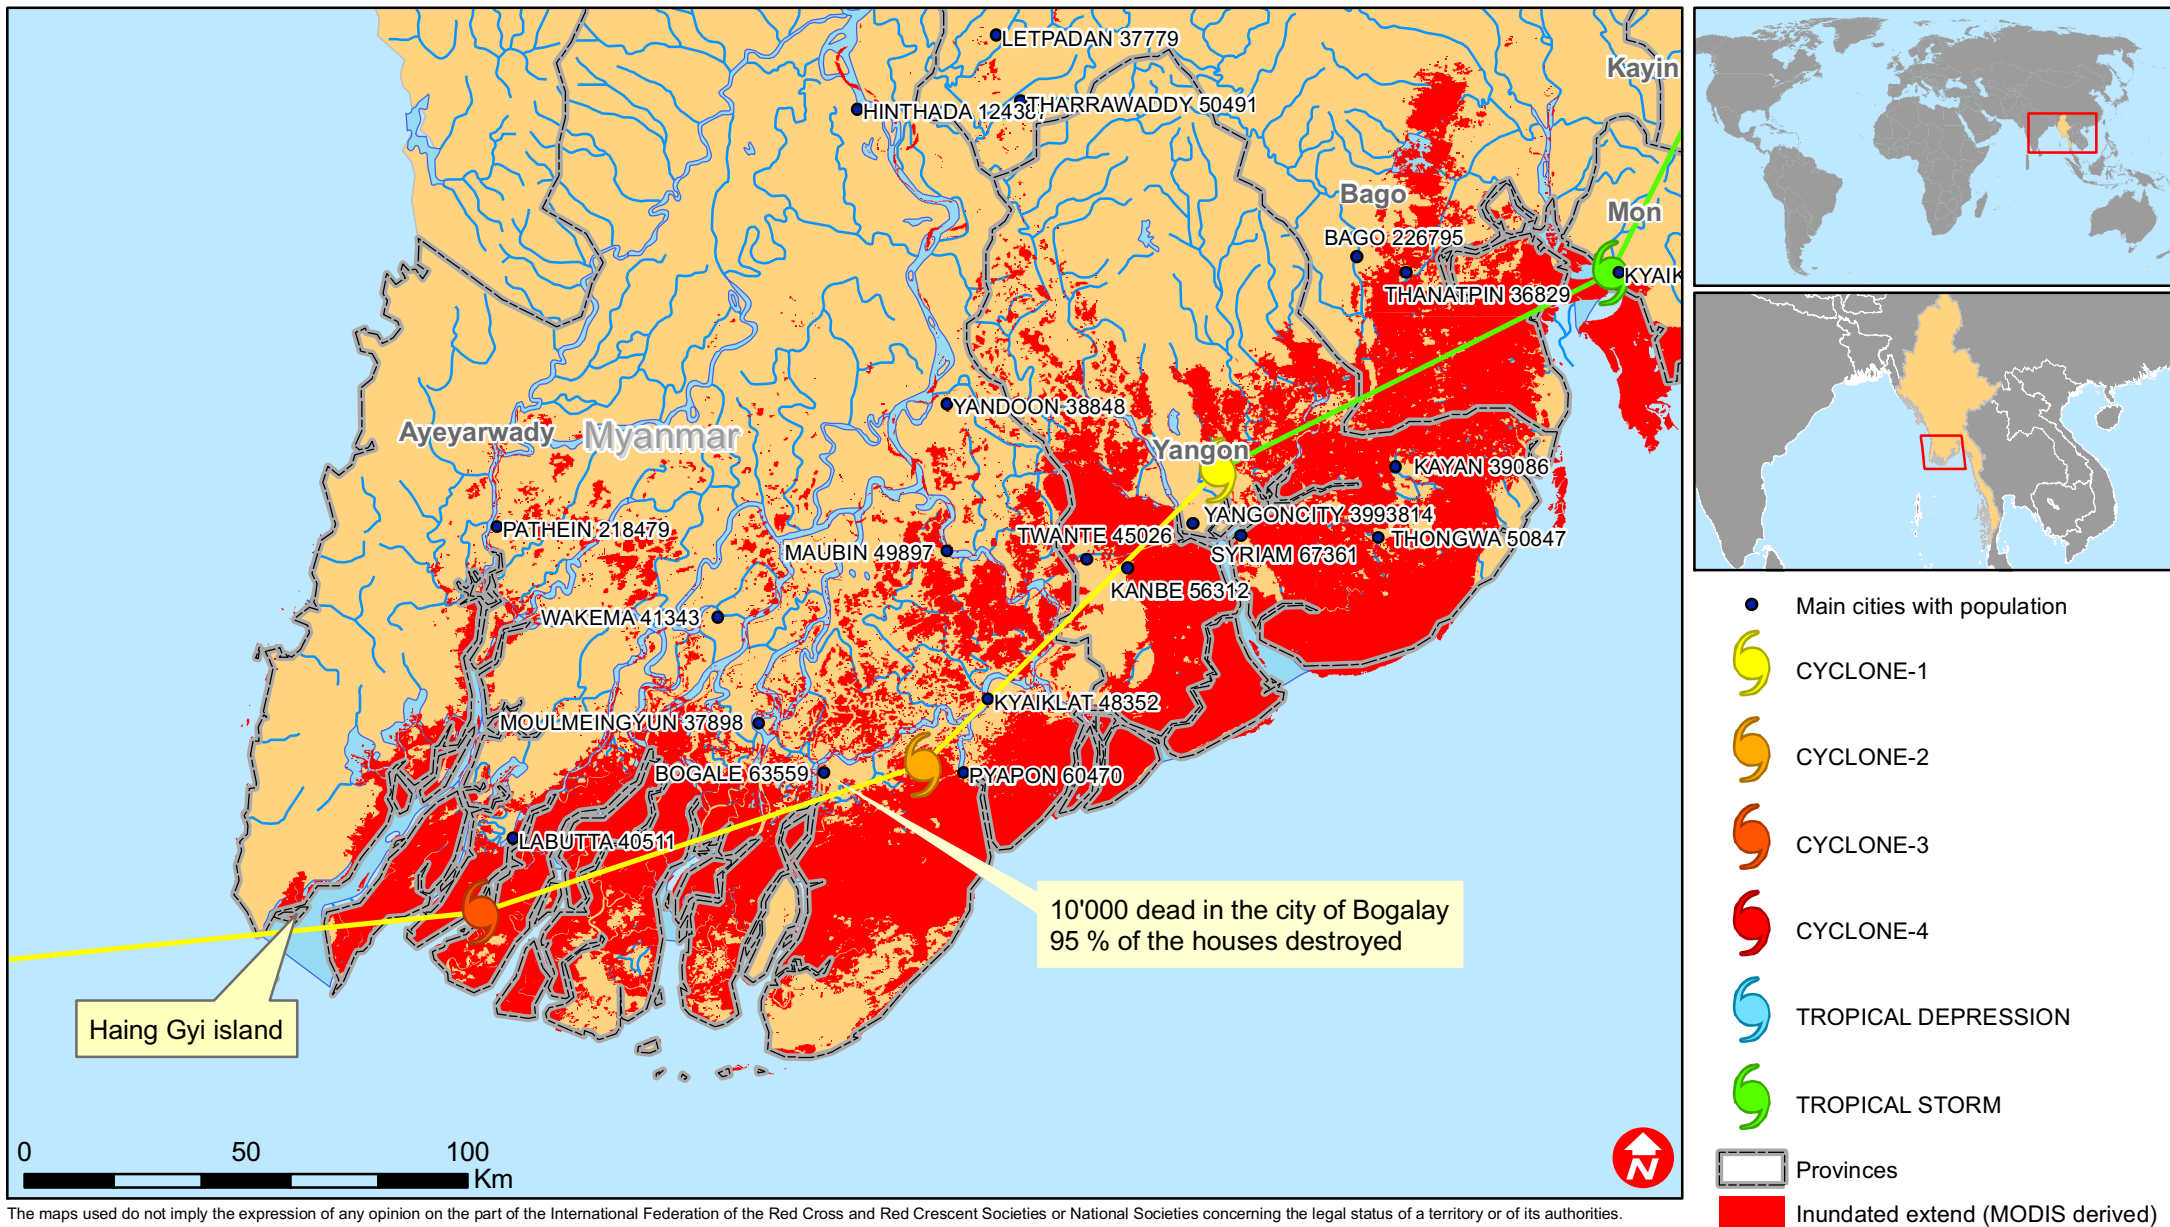 LETPADAN 37779
Kayin
HINTHADA 124387
THARRAWADDY 50491
Bago
Mon
BAGO 226795
KYAIK
THANATPIN 36829
YANDOON 38848
Ayeyarwady
Myanmar
Yangon
KAYAN 39086
PATHEIN 218479
YANGONCITY 3993814
TWANTE 45026
THONGWA 50847
MAUBIN 49897
SYRIAM 67361
KANBE 56312
WAKEMA 41343
KYAIKLAT 48352
MOULMEINGYUN 37898
BOGALE 63559
PYAPON 60470
LABUTTA 40511
10'000 dead in the city of Bogalay
95 % of the houses destroyed
Haing Gyi island
0 50 100
Km
N
Main cities with population
CYCLONE-1
CYCLONE-2
CYCLONE-3
CYCLONE-4
TROPICAL DEPRESSION
TROPICAL STORM
Provinces
Inundated extend (MODIS derived)
The maps used do not imply the expression of any opinion on the part of the International Federation of the Red Cross and Red Crescent Societies or National Societies concerning the legal status of a territory or of its authorities.